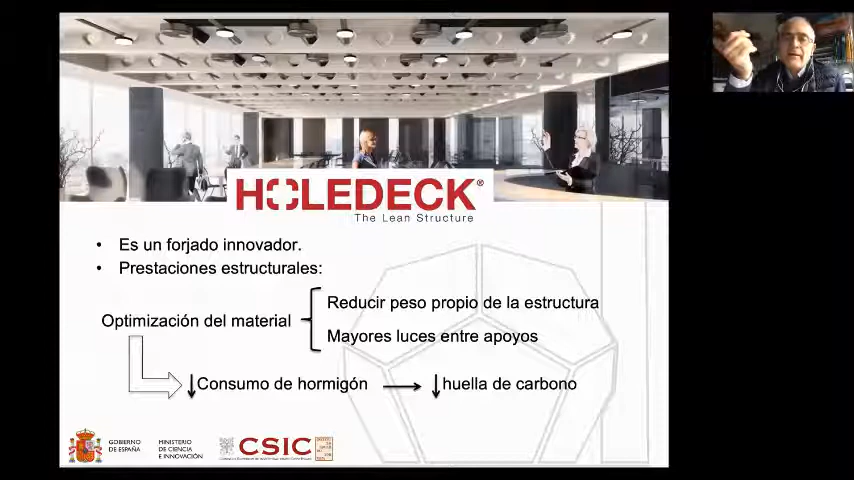 HOLEDECK®
The Lean Structure
• Es un forjado innovador.
• Prestaciones estructurales:
Reducir peso propio de la estructura
Optimización del material
Mayores luces entre apoyos
↓Consumo de hormigón → ↓huella de carbono
GOBIERNO
DE ESPAÑA
MINISTERIO
DE CIENCIA
E INNOVACIÓN
CSIC